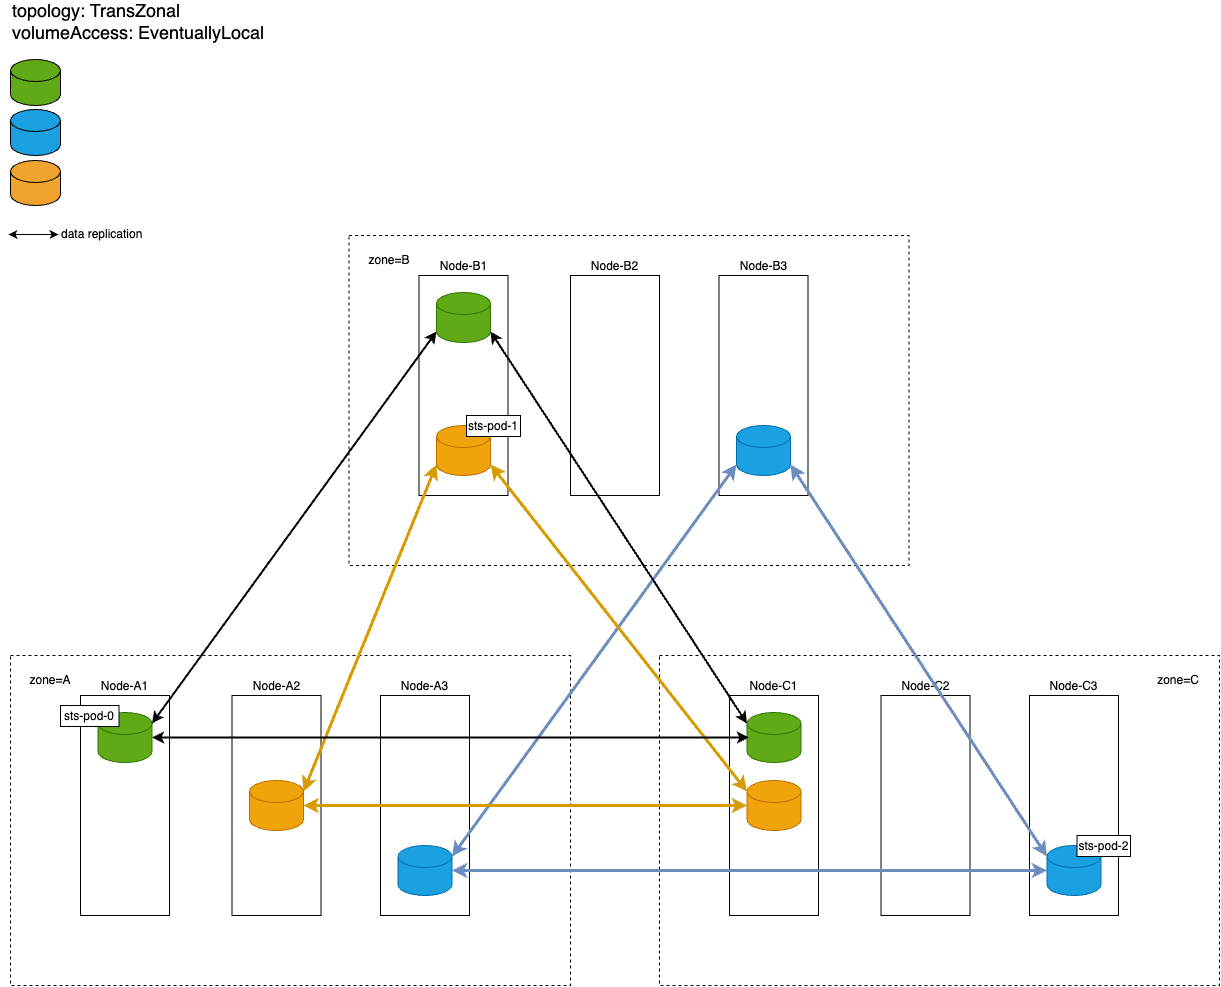 topology: TransZonal
volumeAccess: EventuallyLocal
data replication
zone=B
Node-B1
Node-B2
Node-B3
sts-pod-1
zone=A
Node-A1
Node-A2
Node-A3
sts-pod-0
Node-C1
Node-C2
Node-C3
zone=C
sts-pod-2